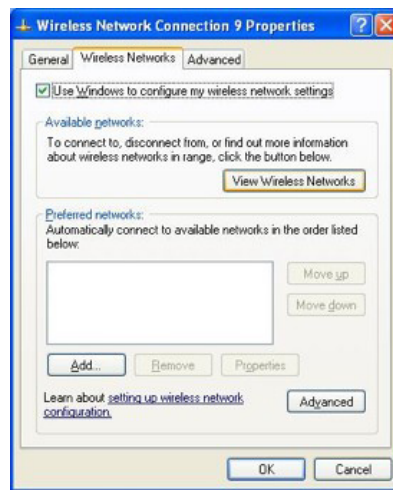 Wireless Network Connection 9 Properties
General Wireless Networks Advanced
Use Windows to configure my wireless network settings
Available networks:
To connect to, disconnect from, or find out more information
about wireless networks in range, click the button below.
View Wireless Networks
Preferred networks:
Automatically connect to available networks in the order listed
below:
Move up
Move down
Add... Remove Properties
Learn about setting up wireless network
configuration.
Advanced
OK Cancel